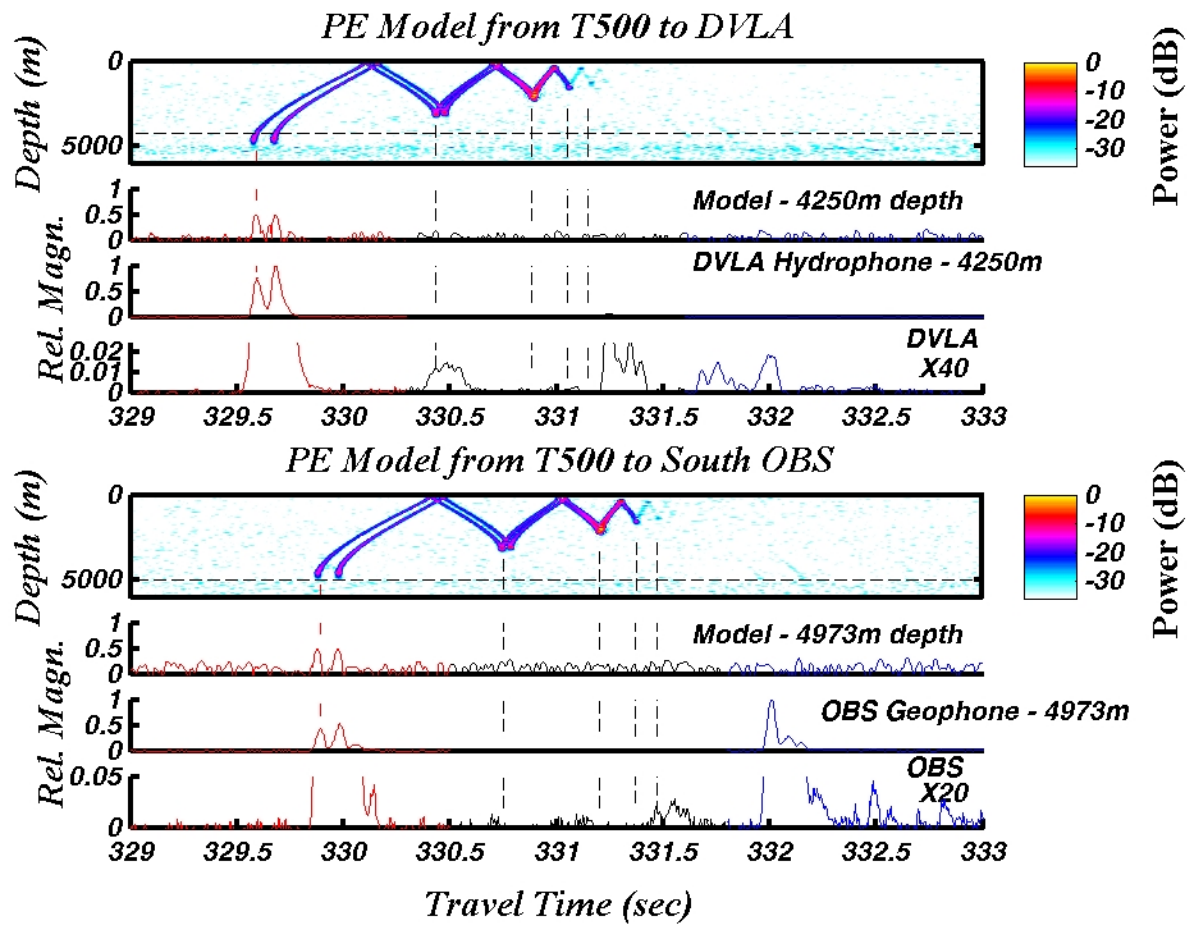 PE Model from T500 to DVLA
Depth (m)
0
5000
0
-10
-20
-30
Power (dB)
Rel. Magn.
1
0.5
0
Model - 4250m depth
1
0.5
0
DVLA Hydrophone - 4250m
0.02
0.01
0
DVLA
X40
329 329.5 330 330.5 331 331.5 332 332.5 333
PE Model from T500 to South OBS
Depth (m)
0
5000
0
-10
-20
-30
Power (dB)
Rel. Magn.
1
0.5
0
Model - 4973m depth
1
0.5
0
OBS Geophone - 4973m
0.05
0
OBS
X20
329 329.5 330 330.5 331 331.5 332 332.5 333
Travel Time (sec)